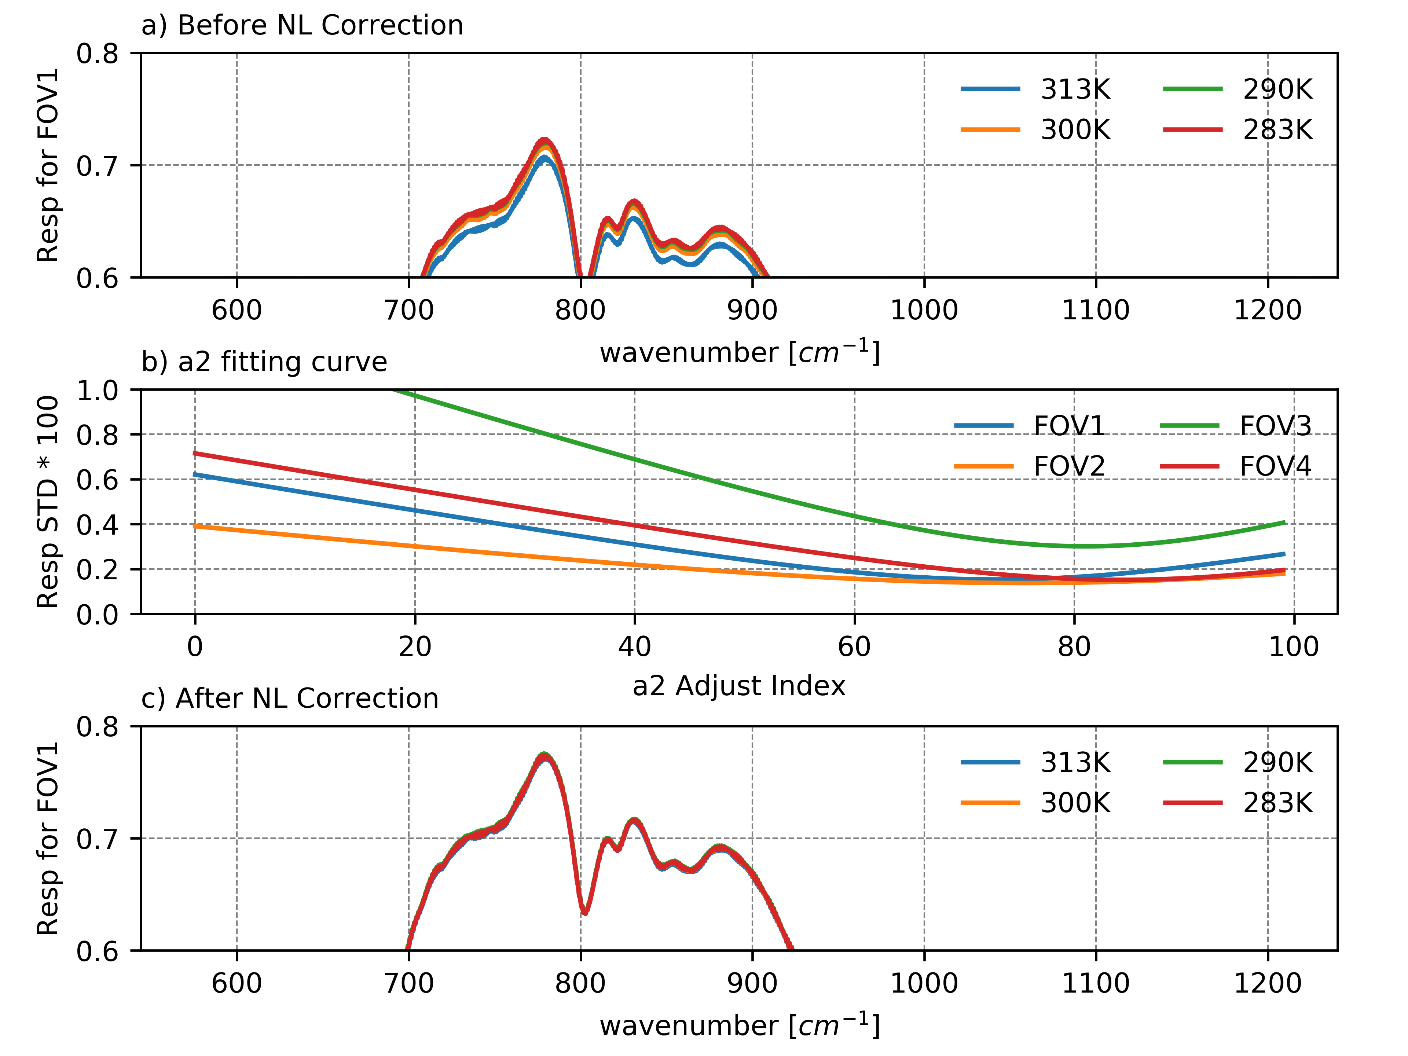 a) Before NL Correction
Resp for FOV1
0.8
0.7
0.6
313K
290K
300K
283K
600
700
800
900
1000
1100
1200
wavenumber [cm⁻¹]
b) a2 fitting curve
Resp STD * 100
1.0
0.8
0.6
0.4
0.2
0.0
FOV1
FOV3
FOV2
FOV4
0
20
40
60
80
100
a2 Adjust Index
c) After NL Correction
Resp for FOV1
0.8
0.7
0.6
313K
290K
300K
283K
600
700
800
900
1000
1100
1200
wavenumber [cm⁻¹]